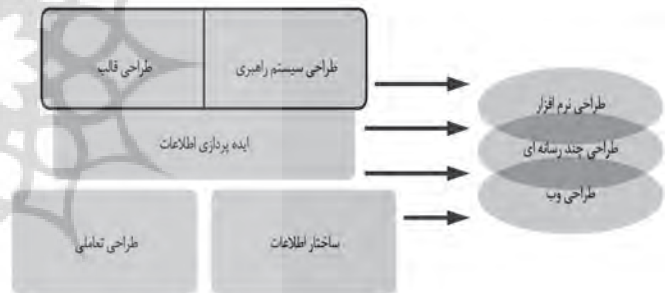 طراحی سیستم راهبری
طراحی قالب
ایده پردازی اطلاعات
ساختار اطلاعات
طراحی تعاملی
طراحی نرم افزار
طراحی چند رسانه ای
طراحی وب